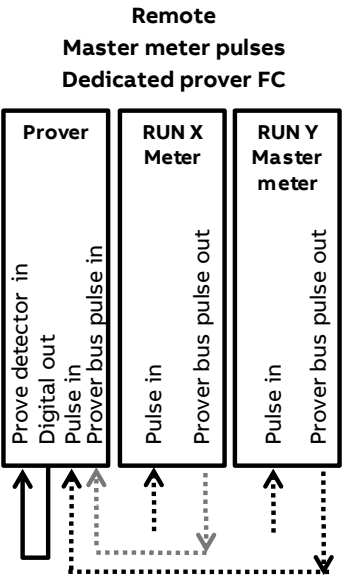 Remote
Master meter pulses
Dedicated prover FC
Prover
RUN X
Meter
RUN Y
Master
meter
Prove detector in
Digital out
Pulse in
Prover bus pulse in
Pulse in
Prover bus pulse out
Pulse in
Prover bus pulse out